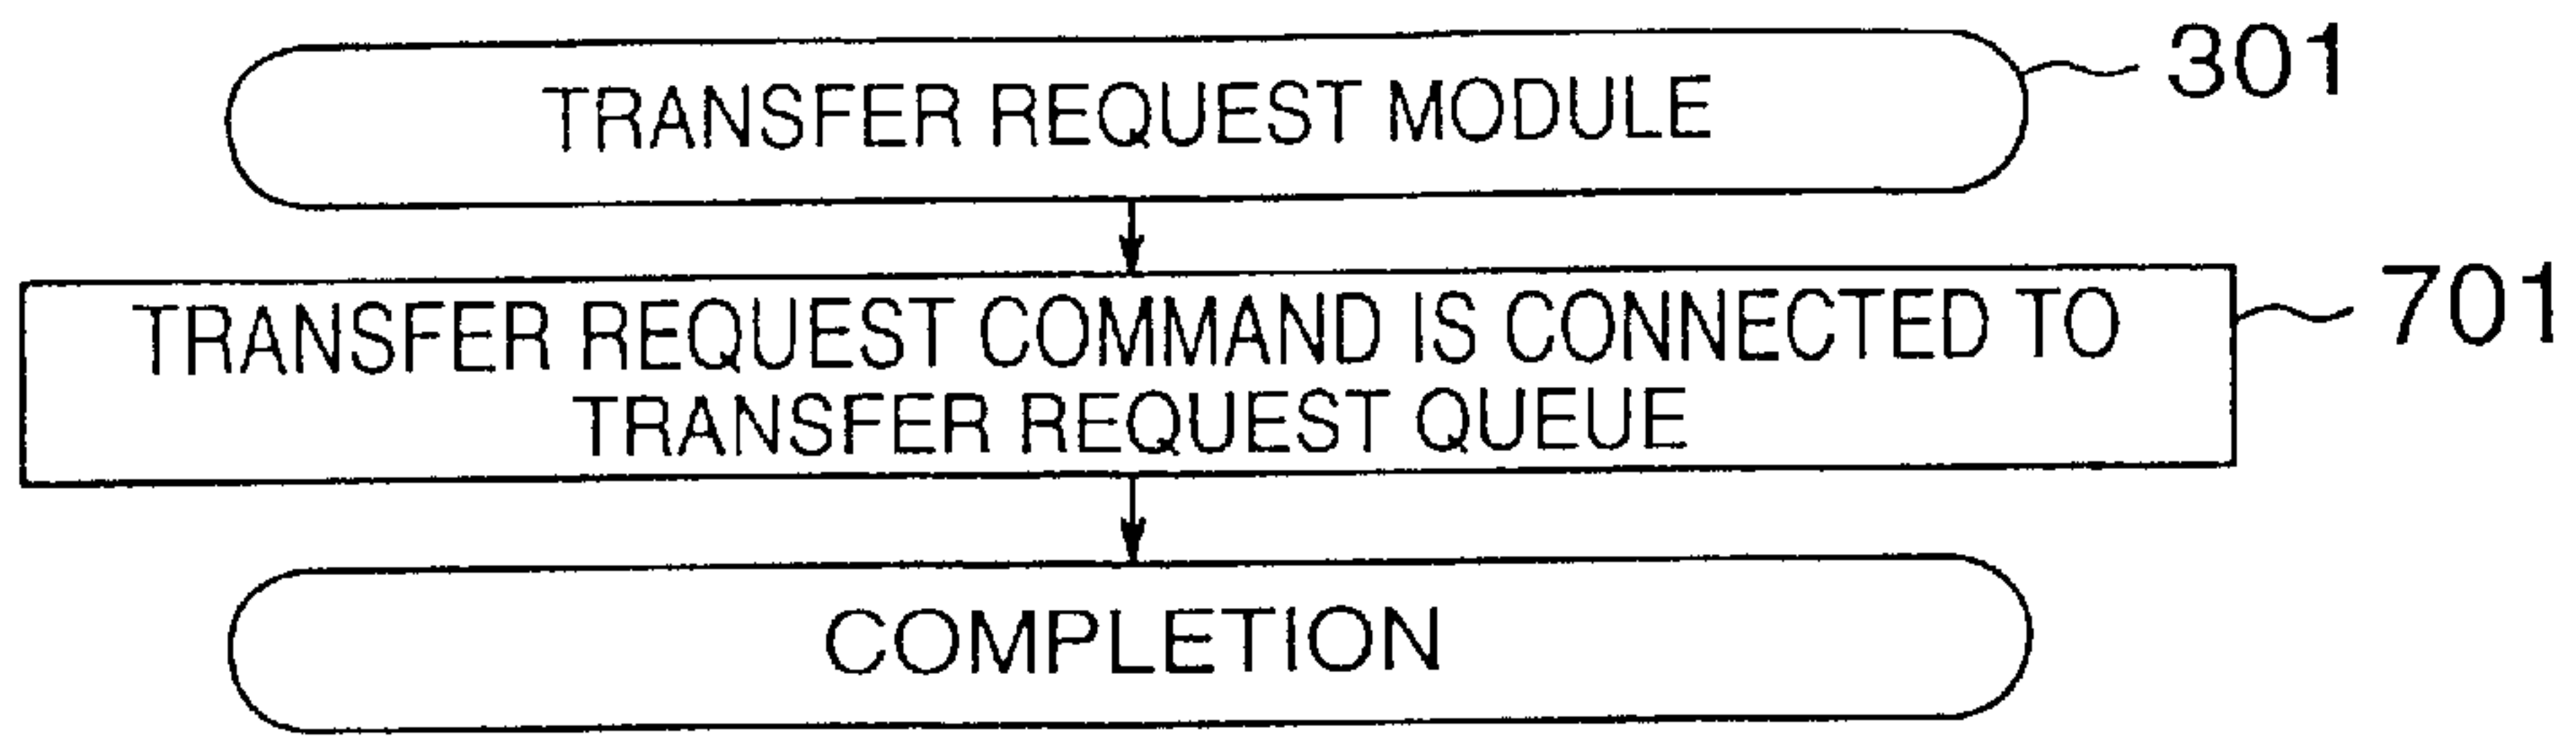 TRANSFER REQUEST MODULE
301
TRANSFER REQUEST COMMAND IS CONNECTED TO
TRANSFER REQUEST QUEUE
701
COMPLETION